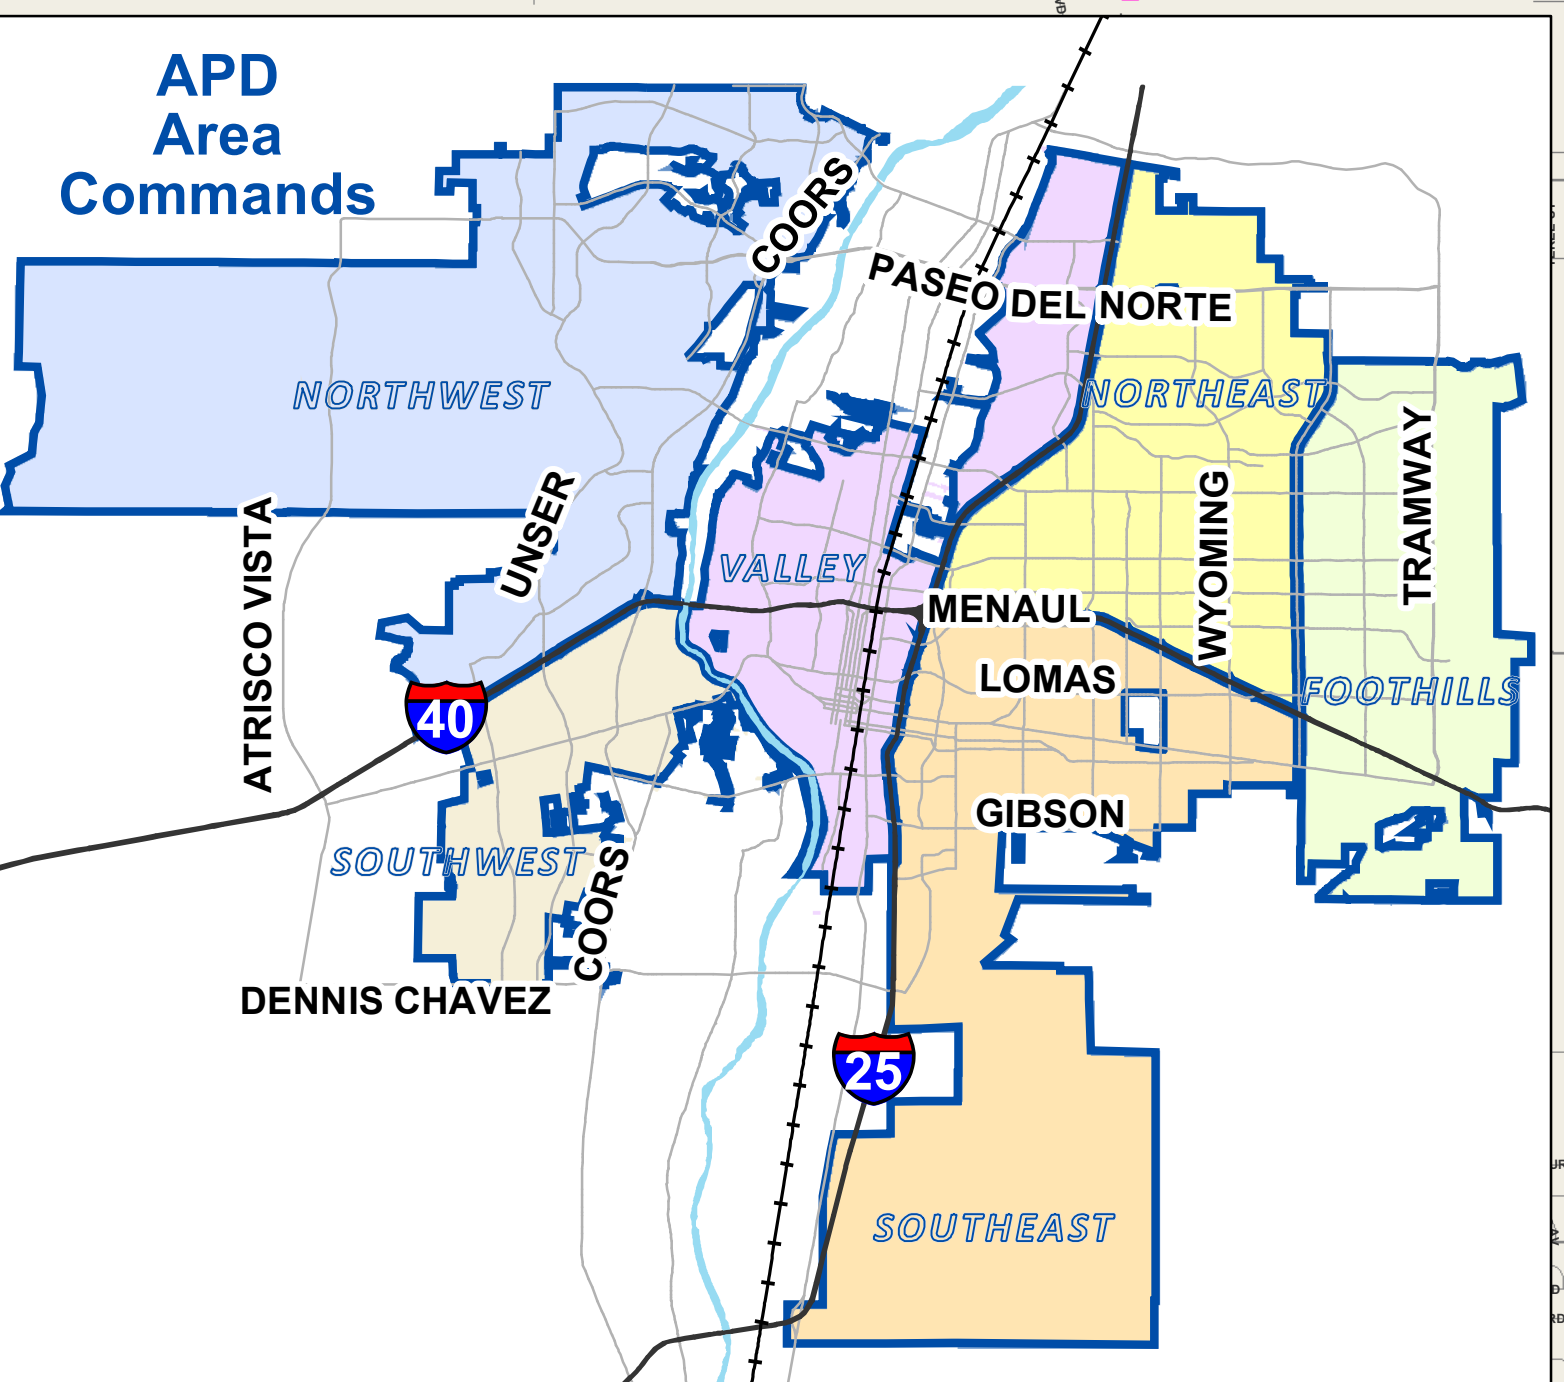 APD
Area
Commands
COORS
PASEO DEL NORTE
NORTHWEST
NORTHEAST
UNSER
ATRISCO VISTA
TRAMWAY
WYOMING
VALLEY
MENAUL
LOMAS
FOOTHILLS
40
GIBSON
SOUTHWEST
COORS
DENNIS CHAVEZ
25
SOUTHEAST